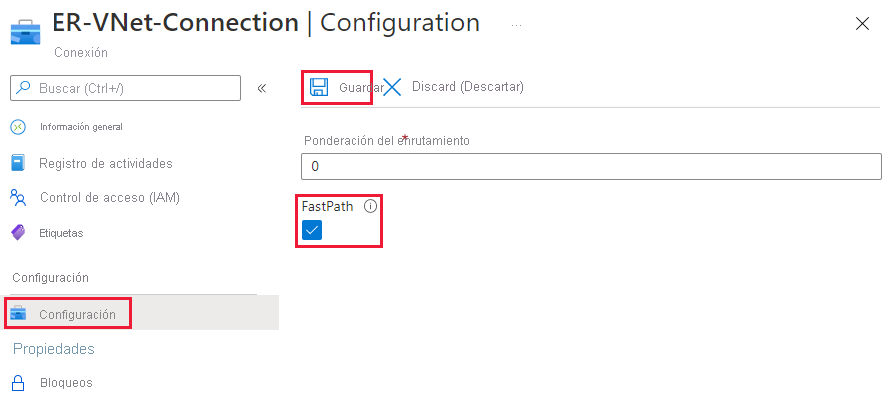 ER-VNet-Connection | Configuration ...
Conexión
Buscar (Ctrl+/) «
Guardar Discard (Descartar)
Información general
Registro de actividades
Control de acceso (IAM)
Etiquetas
Configuración
Configuración
Propiedades
Bloqueos
Ponderación del enrutamiento *
0
FastPath